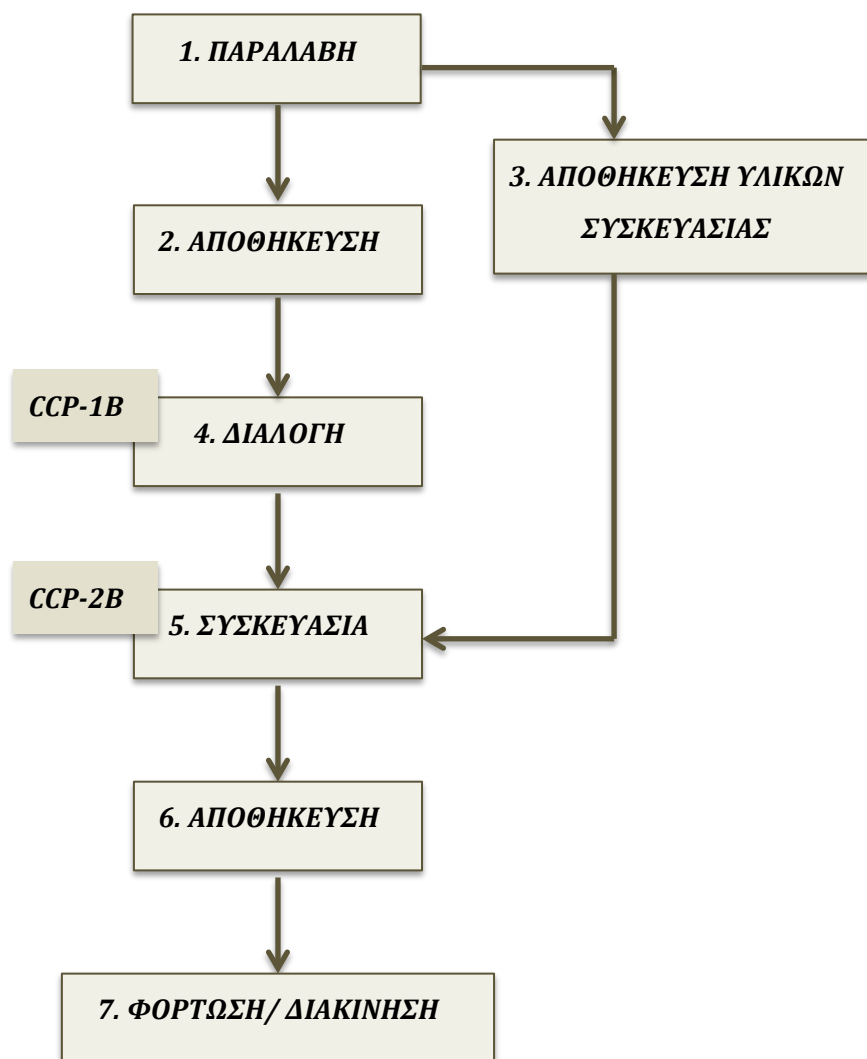 1. ΠΑΡΑΛΑΒΗ
3. ΑΠΟΘΗΚΕΥΣΗ ΥΛΙΚΩΝ
ΣΥΣΚΕΥΑΣΙΑΣ
2. ΑΠΟΘΗΚΕΥΣΗ
CCP-1B
4. ΔΙΑΛΟΓΗ
CCP-2B
5. ΣΥΣΚΕΥΑΣΙΑ
6. ΑΠΟΘΗΚΕΥΣΗ
7. ΦΟΡΤΩΣΗ/ ΔΙΑΚΙΝΗΣΗ